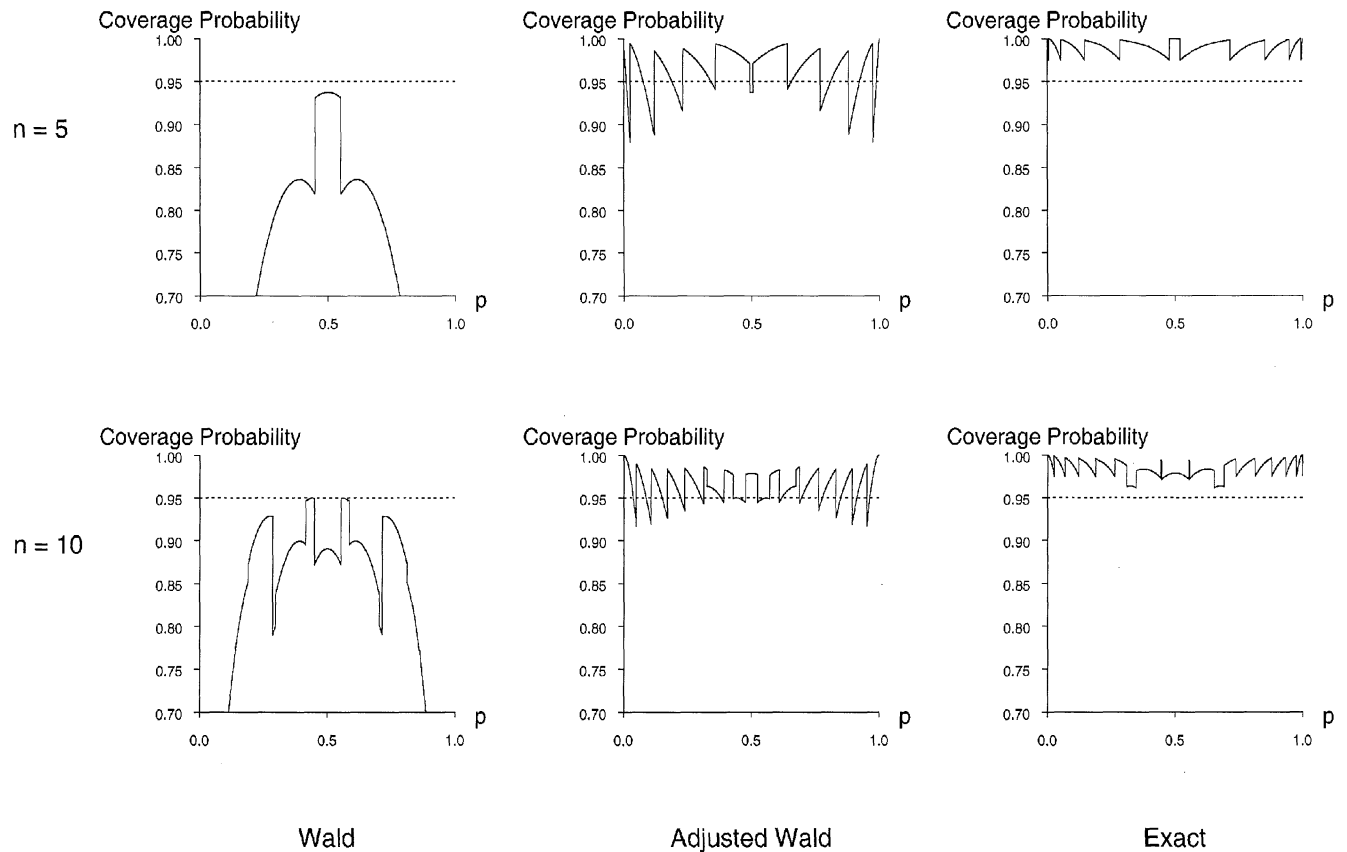 Coverage Probability Coverage Probability Coverage Probability
1.00 1.00 1.00
0.95 0.95 0.95
n = 5 0.90 0.90 0.90
0.85 0.85 0.85
0.80 0.80 0.80
0.75 0.75 0.75
0.70 p 0.70 p 0.70 p
0.0 0.5 1.0 0.0 0.5 1.0 0.0 0.5 1.0
Coverage Probability Coverage Probability Coverage Probability
1.00 1.00 1.00
0.95 0.95 0.95
n = 10 0.90 0.90 0.90
0.85 0.85 0.85
0.80 0.80 0.80
0.75 0.75 0.75
0.70 p 0.70 p 0.70 p
0.0 0.5 1.0 0.0 0.5 1.0 0.0 0.5 1.0
Wald Adjusted Wald Exact